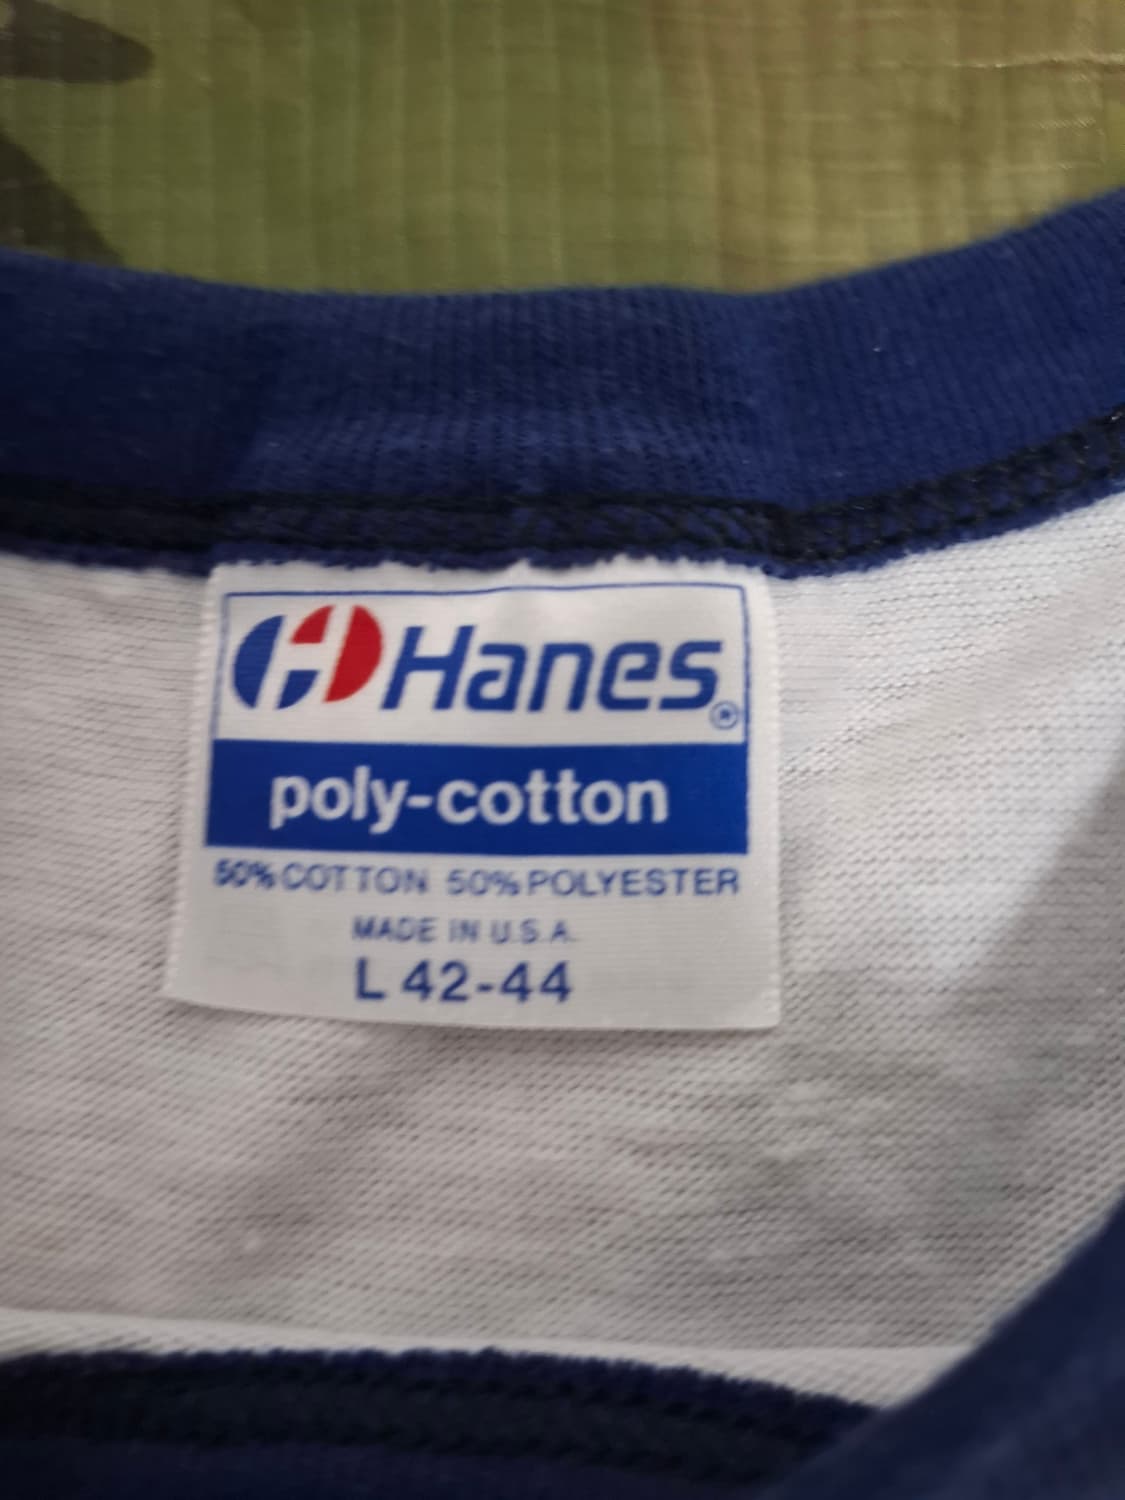 Hanes®
poly-cotton
50% COTTON 50% POLYESTER
MADE IN U.S.A.
L 42-44